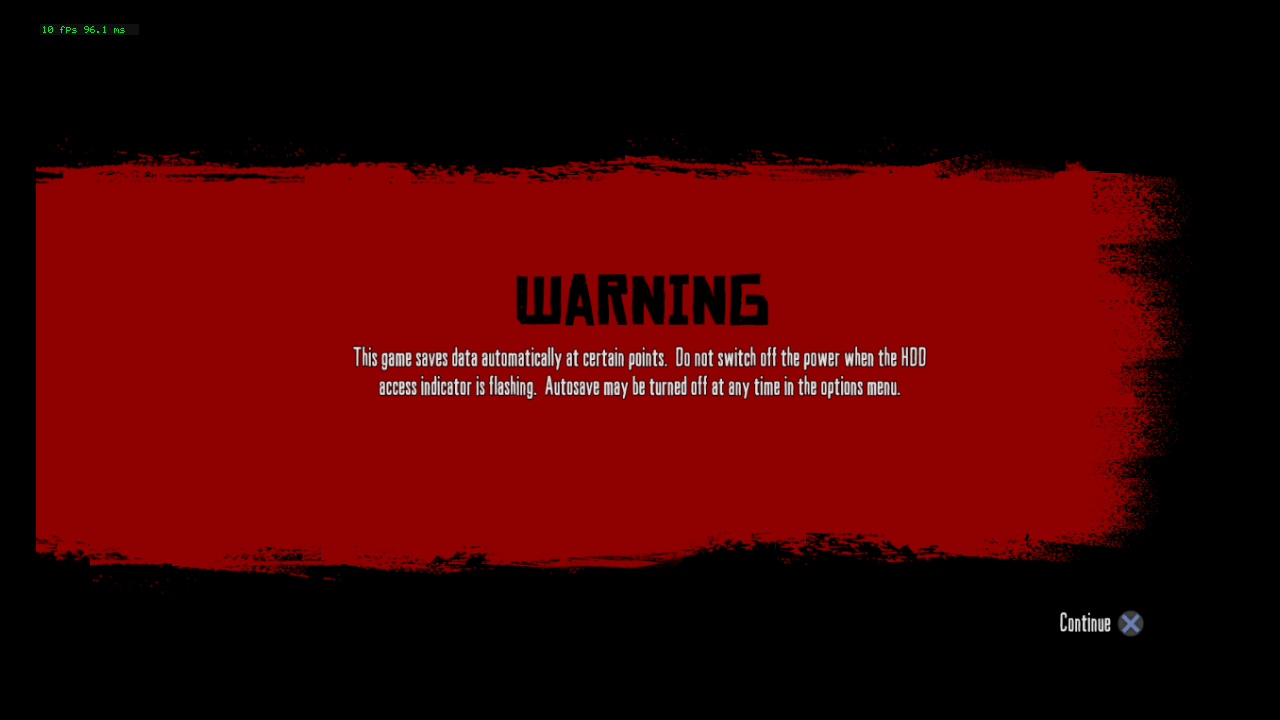 10 fps 96.1 ms
WARNING
This game saves data automatically at certain points.  Do not switch off the power when the HDD
access indicator is flashing.  Autosave may be turned off at any time in the options menu.
Continue